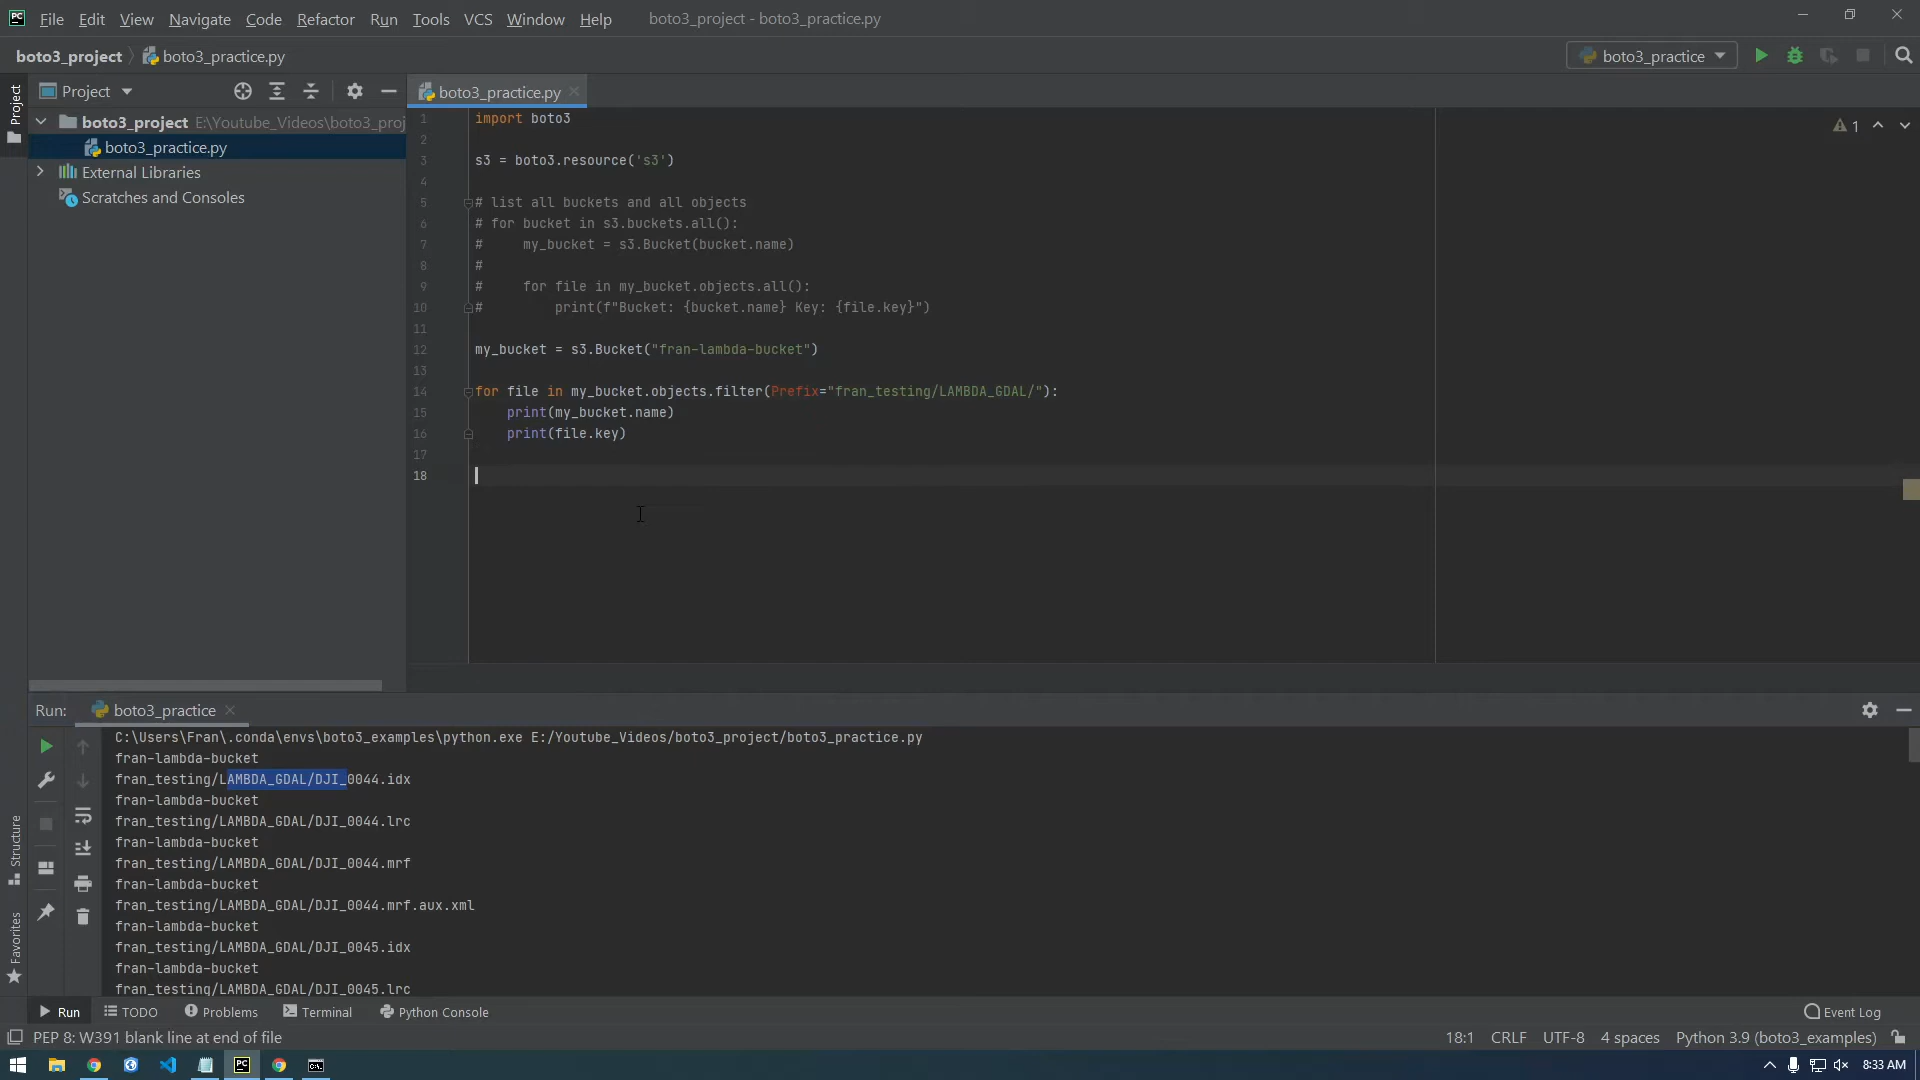 File Edit View Navigate Code Refactor Run Tools VCS Window Help boto3_project - boto3_practice.py
boto3_project boto3_practice.py boto3_practice
Project
Project
boto3_practice.py
boto3_project E:\Youtube_Videos\boto3_proj
boto3_practice.py
External Libraries
Scratches and Consoles
1 import boto3
2
3 s3 = boto3.resource('s3')
4
5 # list all buckets and all objects
6 # for bucket in s3.buckets.all():
7 #     my_bucket = s3.Bucket(bucket.name)
8 #
9 #     for file in my_bucket.objects.all():
10 #         print(f"Bucket: {bucket.name} Key: {file.key}")
11
12 my_bucket = s3.Bucket("fran-lambda-bucket")
13
14 for file in my_bucket.objects.filter(Prefix="fran_testing/LAMBDA_GDAL/"):
15     print(my_bucket.name)
16     print(file.key)
17
18
1
Run: boto3_practice
C:\Users\Fran\.conda\envs\boto3_examples\python.exe E:/Youtube_Videos/boto3_project/boto3_practice.py
fran-lambda-bucket
fran_testing/LAMBDA_GDAL/DJI_0044.idx
fran-lambda-bucket
fran_testing/LAMBDA_GDAL/DJI_0044.lrc
fran-lambda-bucket
fran_testing/LAMBDA_GDAL/DJI_0044.mrf
fran-lambda-bucket
fran_testing/LAMBDA_GDAL/DJI_0044.mrf.aux.xml
fran-lambda-bucket
fran_testing/LAMBDA_GDAL/DJI_0045.idx
fran-lambda-bucket
fran_testing/LAMBDA_GDAL/DJI_0045.lrc
Structure
Favorites
Run TODO Problems Terminal Python Console Event Log
PEP 8: W391 blank line at end of file 18:1 CRLF UTF-8 4 spaces Python 3.9 (boto3_examples)
8:33 AM